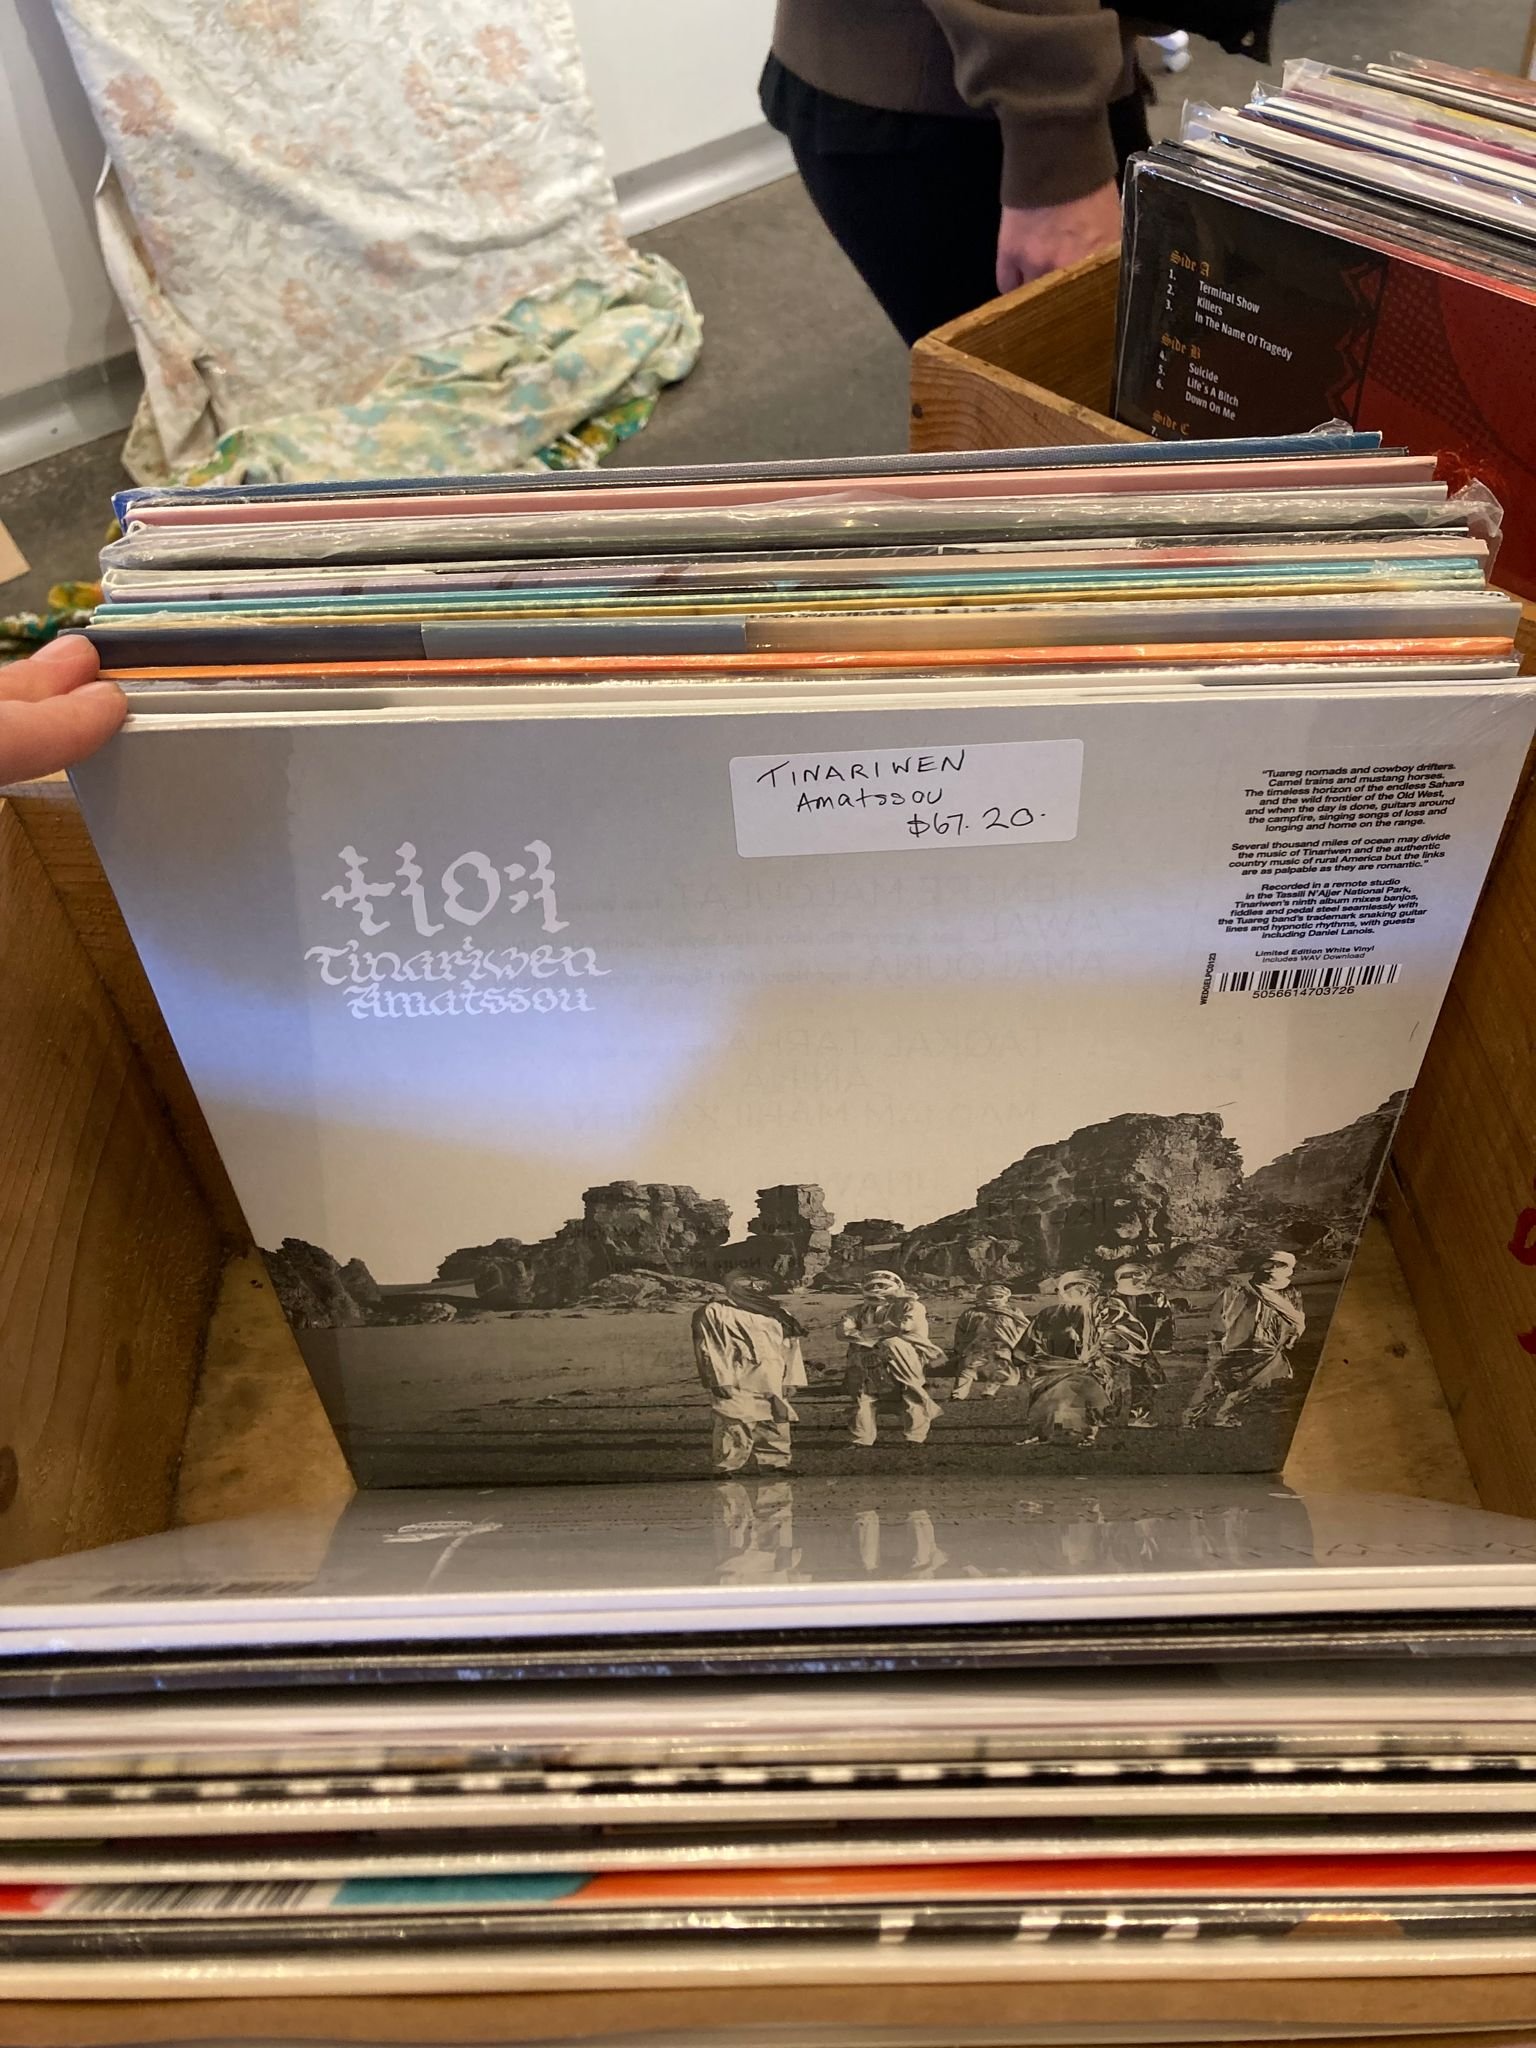 Side A
1. Terminal Show
2. Killers
3. In The Name Of Tragedy
Side B
4. Suicide
5. Life's A Bitch
6. Down On Me
Side C
7.
TINARIWEN
Amatssou
$67.20.
"Tuareg nomads and cowboy drifters.
Camel trains and mustang horses.
The timeless horizon of the endless Sahara
and the wild frontier of the Old West,
and when the day is done, guitars around
the campfire, singing songs of loss and
longing and home on the range.
Several thousand miles of ocean may divide
the music of Tinariwen and the authentic
country music of rural America but the links
are as palpable as they are romantic."
Recorded in a remote studio
in the Tassili N'Ajjer National Park,
Tinariwen's ninth album mixes banjos,
fiddles and pedal steel seamlessly with
the Tuareg band's trademark snaking guitar
lines and hypnotic rhythms, with guests
including Daniel Lanois.
Limited Edition White Vinyl
Includes WAV Download
WEDGELPC0123
5056614703726
Tinariwen
Amatssou